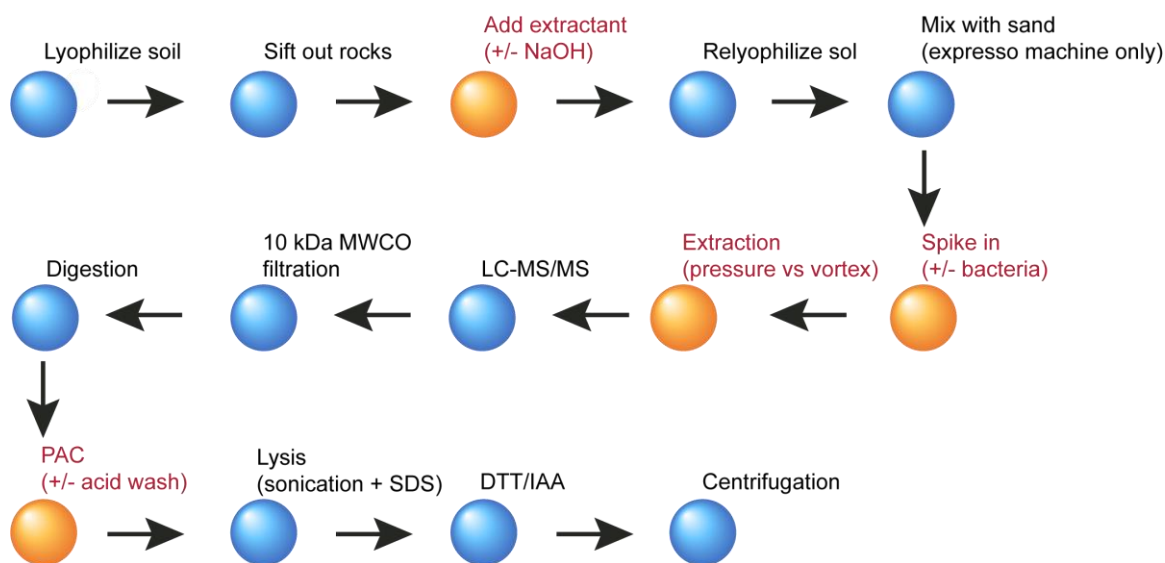 Lyophilize soil
Sift out rocks
Add extractant
(+/- NaOH)
Relyophilize sol
Mix with sand
(expresso machine only)
Spike in
(+/- bacteria)
Extraction
(pressure vs vortex)
LC-MS/MS
10 kDa MWCO
filtration
Digestion
PAC
(+/- acid wash)
Lysis
(sonication + SDS)
DTT/IAA
Centrifugation